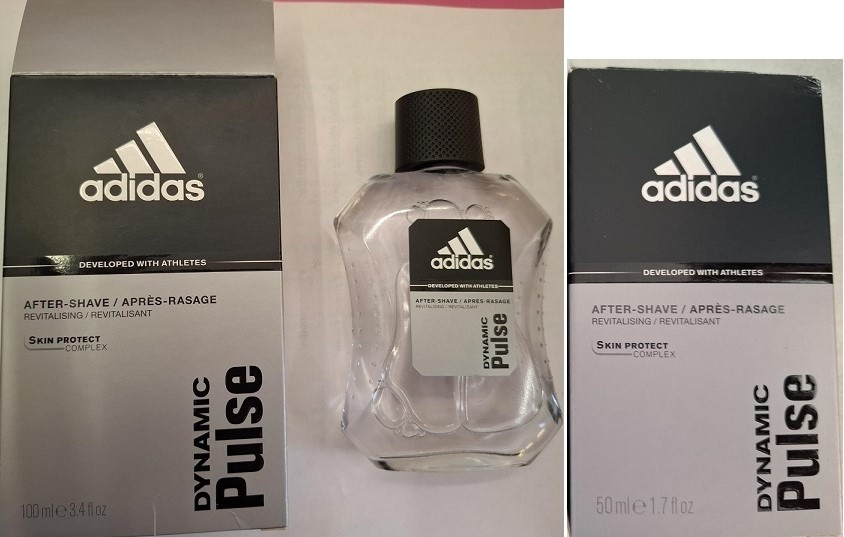 adidas®
DEVELOPED WITH ATHLETES
AFTER-SHAVE / APRÈS-RASAGE
REVITALISING / REVITALISANT
SKIN PROTECT
COMPLEX
DYNAMIC
Pulse
100 ml e 3.4 fl oz
adidas®
DEVELOPED WITH ATHLETES
AFTER-SHAVE / APRÈS-RASAGE
REVITALISING / REVITALISANT
DYNAMIC
Pulse
adidas®
DEVELOPED WITH ATHLETES
AFTER-SHAVE / APRÈS-RASAGE
REVITALISING / REVITALISANT
SKIN PROTECT
COMPLEX
DYNAMIC
Pulse
50 ml e 1.7 fl oz